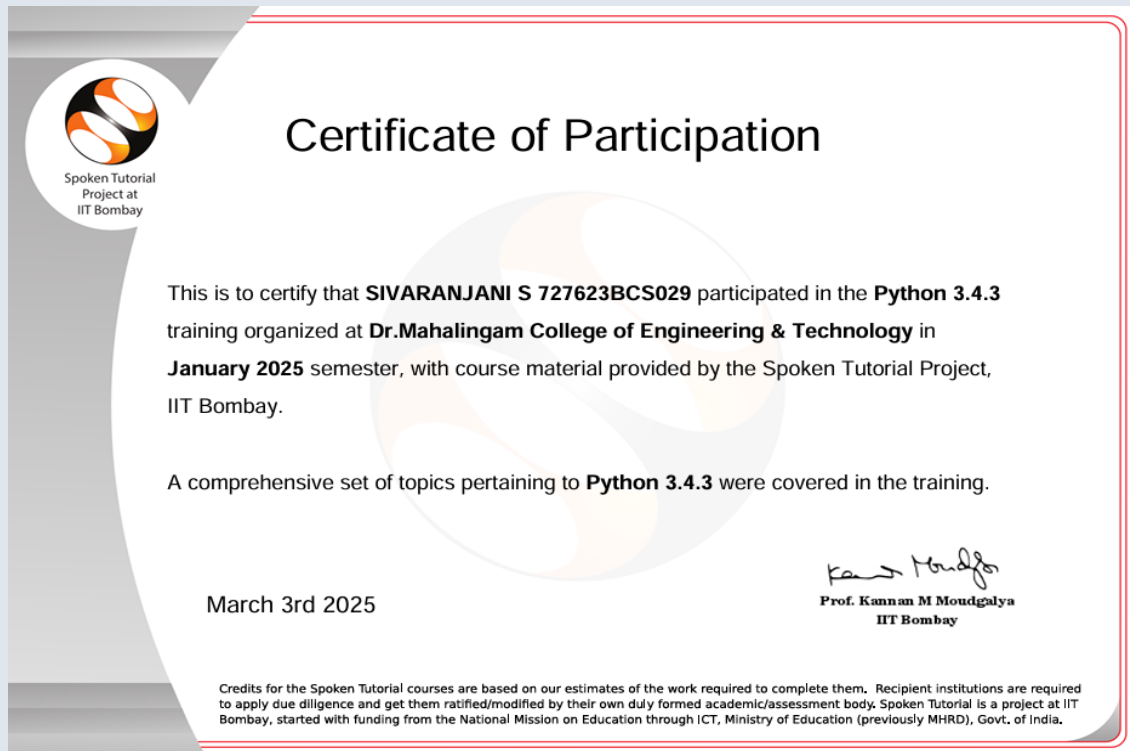 Spoken Tutorial
Project at
IIT Bombay
Certificate of Participation
This is to certify that SIVARANJANI S 727623BCS029 participated in the Python 3.4.3
training organized at Dr.Mahalingam College of Engineering & Technology in
January 2025 semester, with course material provided by the Spoken Tutorial Project,
IIT Bombay.
A comprehensive set of topics pertaining to Python 3.4.3 were covered in the training.
March 3rd 2025
Prof. Kannan M Moudgalya
IIT Bombay
Credits for the Spoken Tutorial courses are based on our estimates of the work required to complete them. Recipient institutions are required
to apply due diligence and get them ratified/modified by their own duly formed academic/assessment body. Spoken Tutorial is a project at IIT
Bombay, started with funding from the National Mission on Education through ICT, Ministry of Education (previously MHRD), Govt. of India.